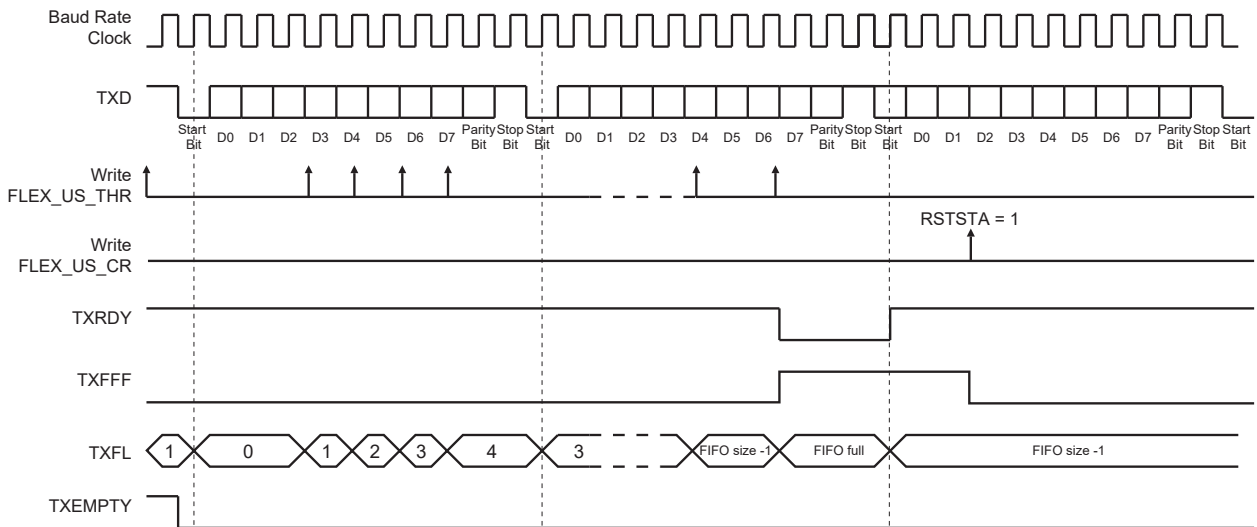 Baud Rate
Clock
TXD
Start
Bit D0 D1 D2 D3 D4 D5 D6 D7 Parity
Bit Stop
Bit Start
Bit D0 D1 D2 D3 D4 D5 D6 D7 Parity
Bit Stop
Bit Start
Bit D0 D1 D2 D3 D4 D5 D6 D7 Parity
Bit Stop
Bit Start
Bit
Write
FLEX_US_THR
RSTSTA = 1
Write
FLEX_US_CR
TXRDY
TXFFF
TXFL 1 0 1 2 3 4 3 FIFO size -1 FIFO full FIFO size -1
TXEMPTY